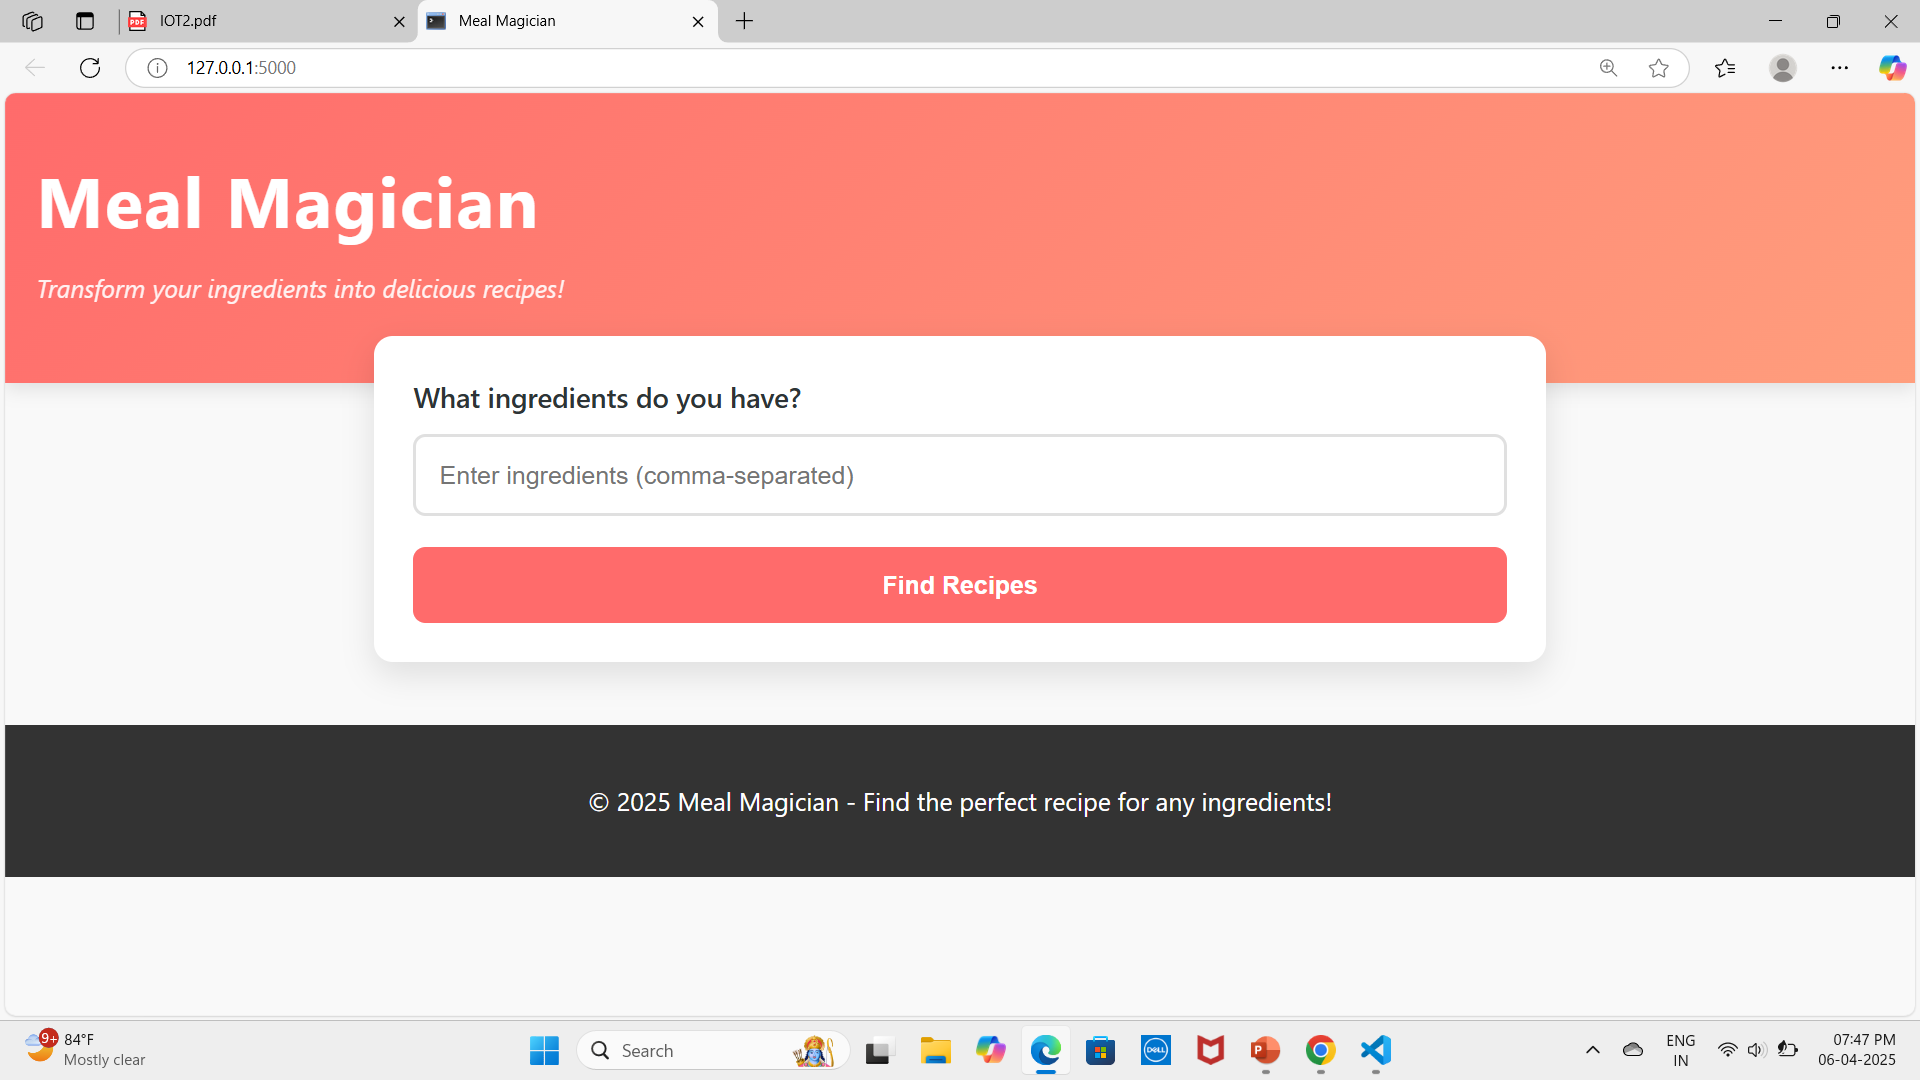 IOT2.pdf
Meal Magician
127.0.0.1:5000
Meal Magician
Transform your ingredients into delicious recipes!
What ingredients do you have?
Enter ingredients (comma-separated)
Find Recipes
© 2025 Meal Magician - Find the perfect recipe for any ingredients!
9+
84°F
Mostly clear
Search
DELL
ENG
IN
07:47 PM
06-04-2025